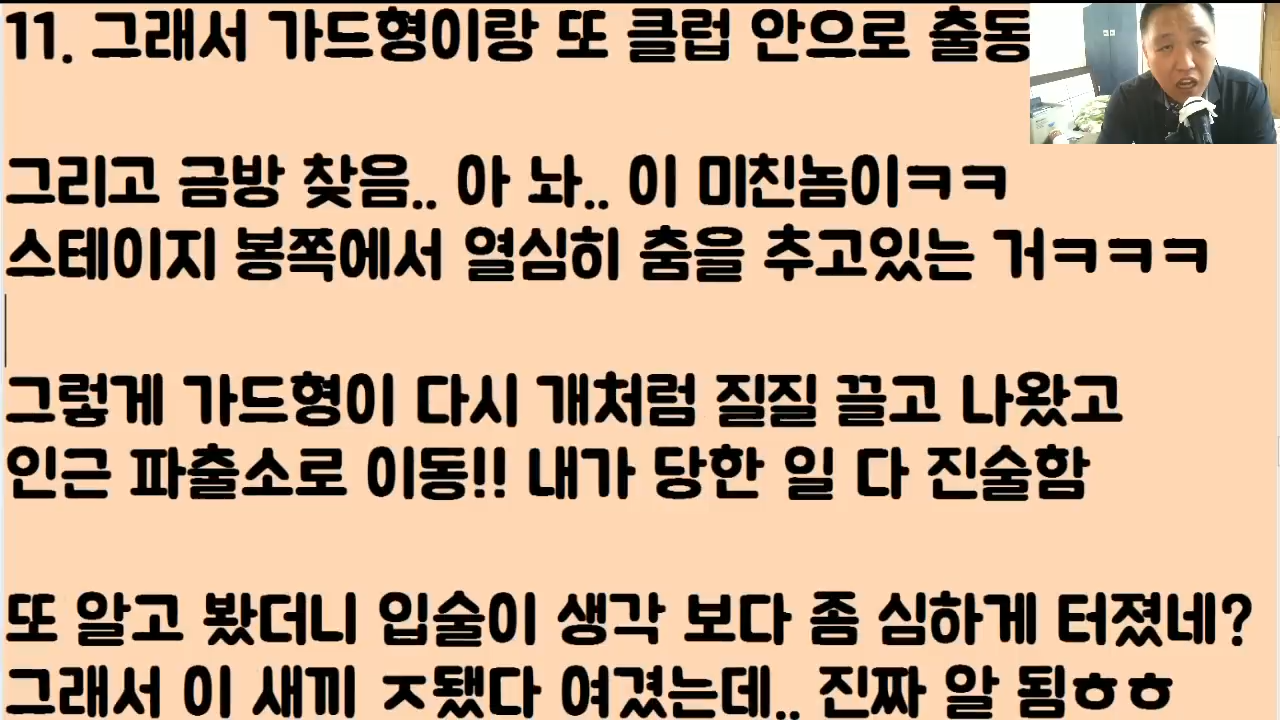 11. 그래서 가드형이랑 또 클럽 안으로 출동
그리고 금방 찾음.. 아 놔.. 이 미친놈이ㅋㅋ
스테이지 봉쪽에서 열심히 춤을 추고있는 거ㅋㅋㅋ
그렇게 가드형이 다시 개처럼 질질 끌고 나왔고
인근 파출소로 이동!! 내가 당한 일 다 진술함
또 알고 봤더니 입술이 생각 보다 좀 심하게 터졌네?
그래서 이 새끼 ㅈ됐다 여겼는데.. 진짜 알 됨ㅎㅎ